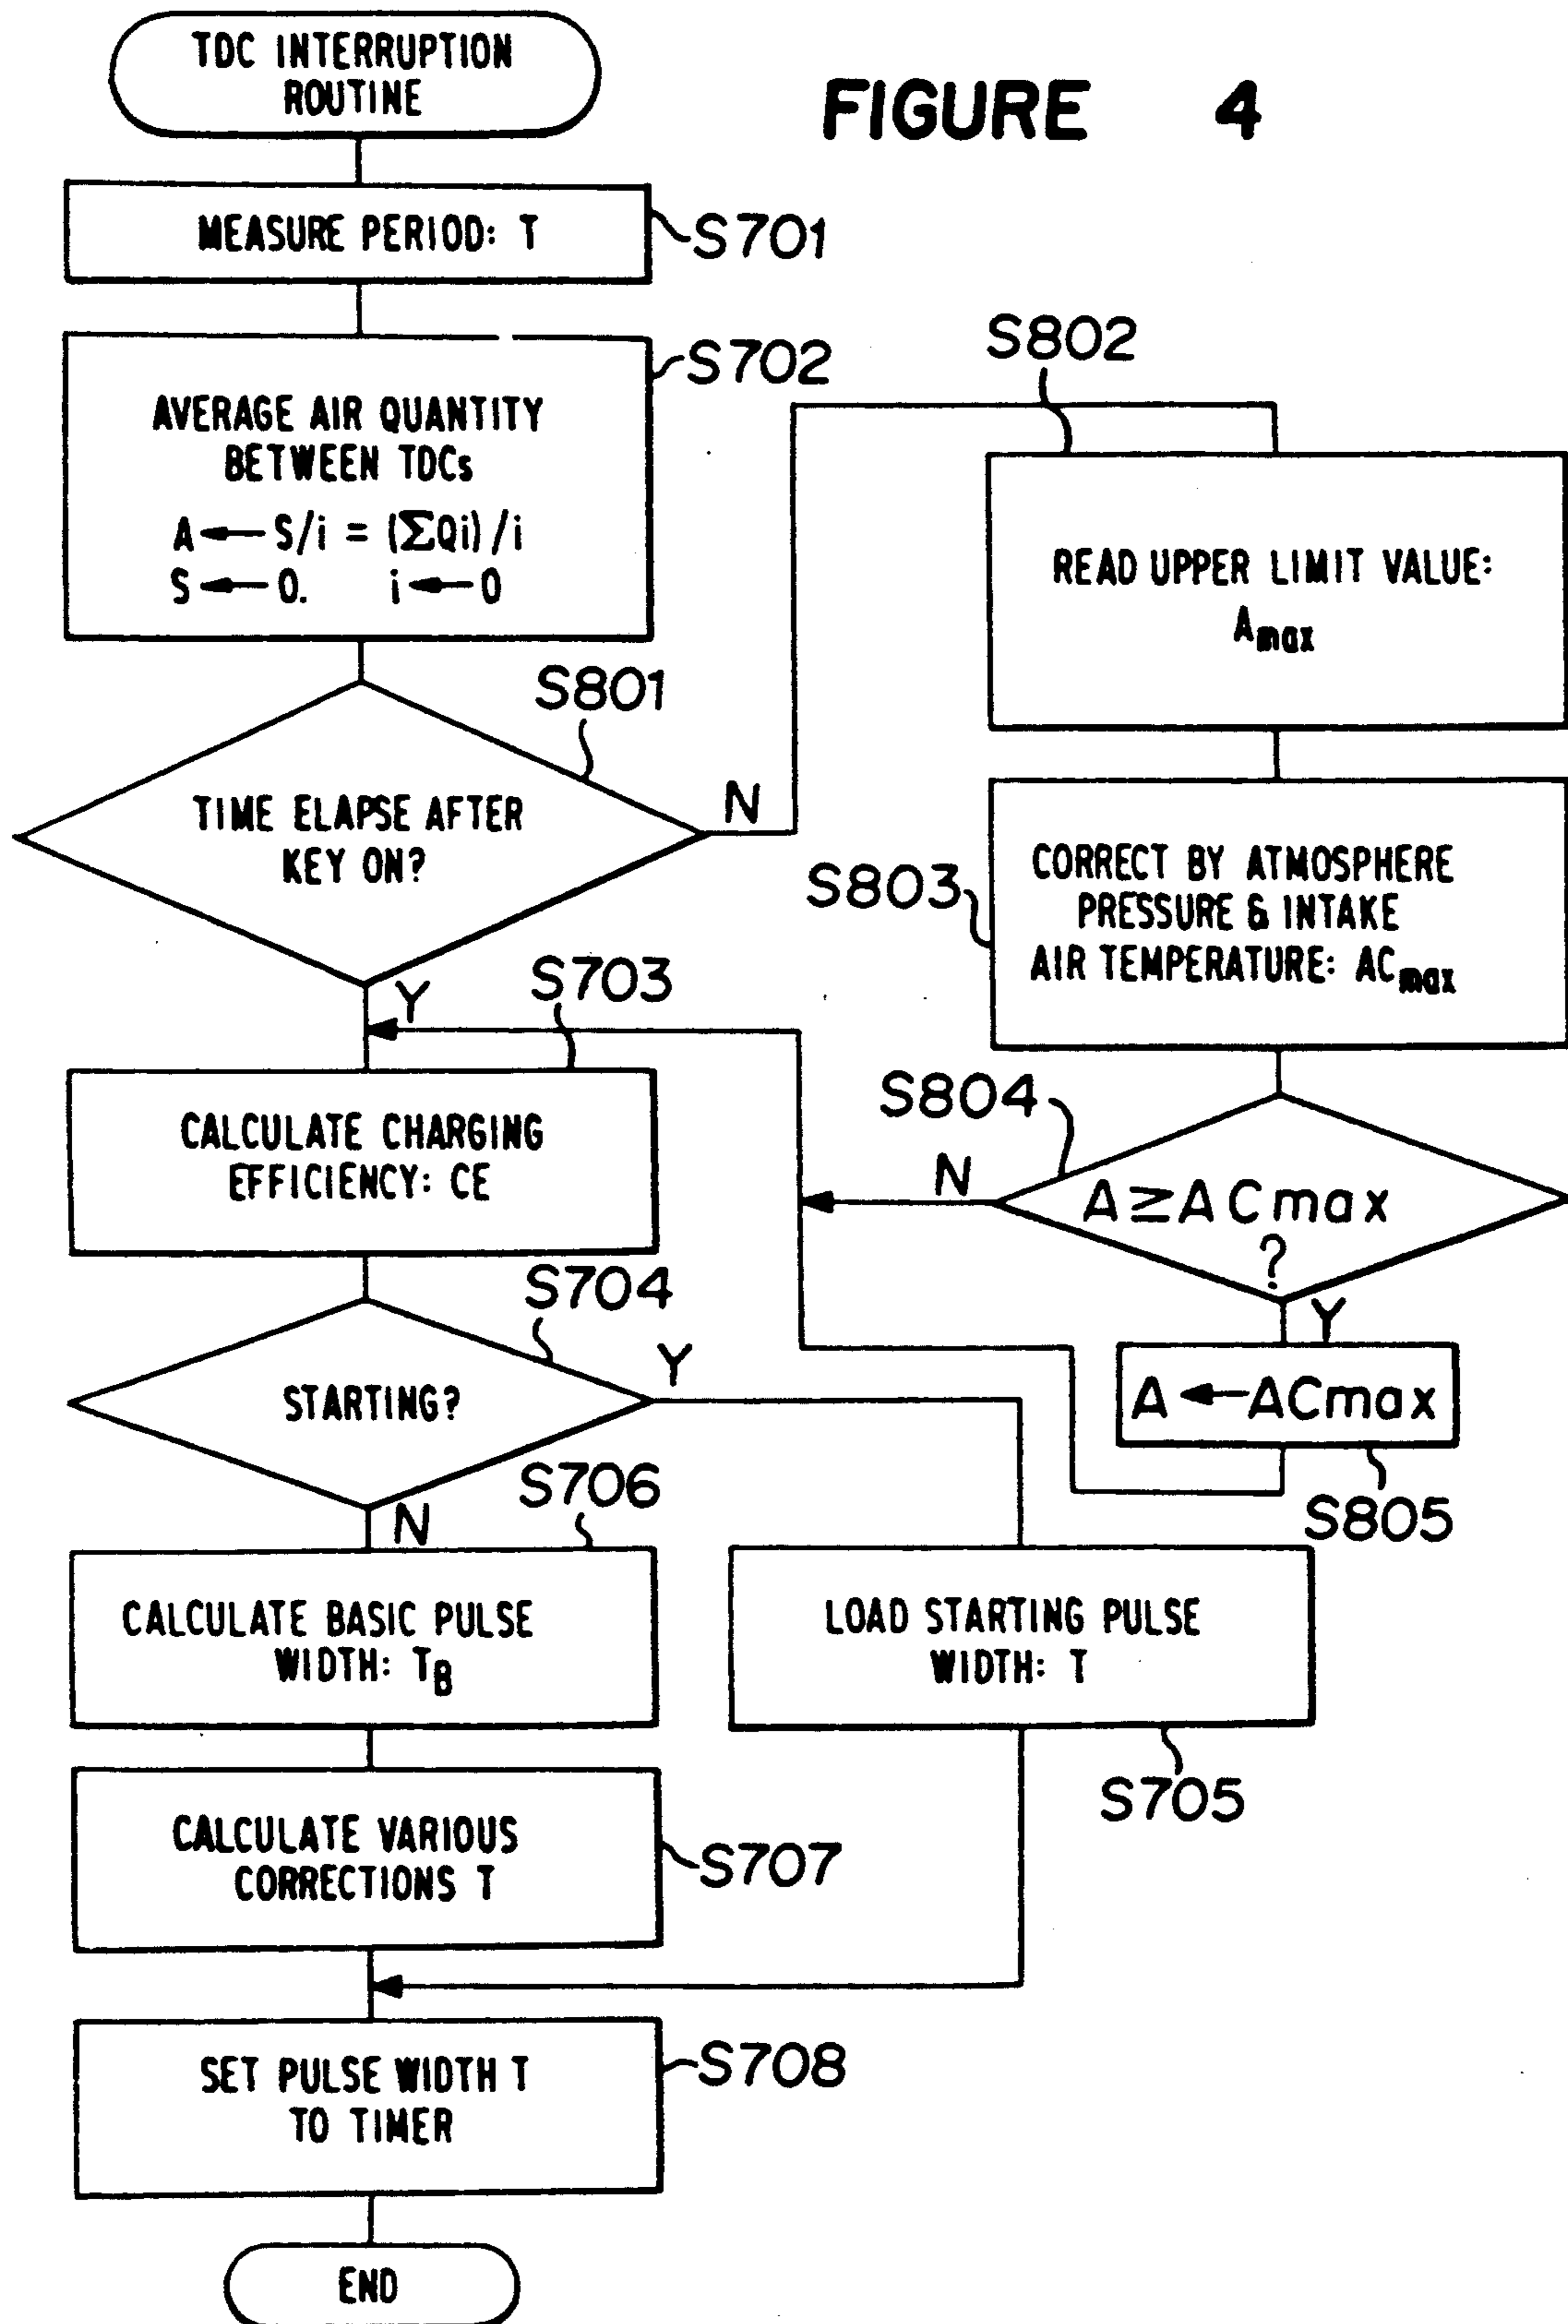 TDC INTERRUPTION
ROUTINE
FIGURE 4
MEASURE PERIOD: T
S701
S702
AVERAGE AIR QUANTITY
BETWEEN TDCs
A ← S/i = (ΣQi)/i
S ← 0. i ← 0
S801
TIME ELAPSE AFTER
KEY ON?
N
Y
S802
READ UPPER LIMIT VALUE:
Amax
S803
CORRECT BY ATMOSPHERE
PRESSURE & INTAKE
AIR TEMPERATURE: ACmax
S804
A ≥ ACmax
?
N
Y
A ← ACmax
S805
S703
CALCULATE CHARGING
EFFICIENCY: CE
S704
STARTING?
Y
N
S706
CALCULATE BASIC PULSE
WIDTH: TB
LOAD STARTING PULSE
WIDTH: T
S705
CALCULATE VARIOUS
CORRECTIONS T
S707
SET PULSE WIDTH T
TO TIMER
S708
END